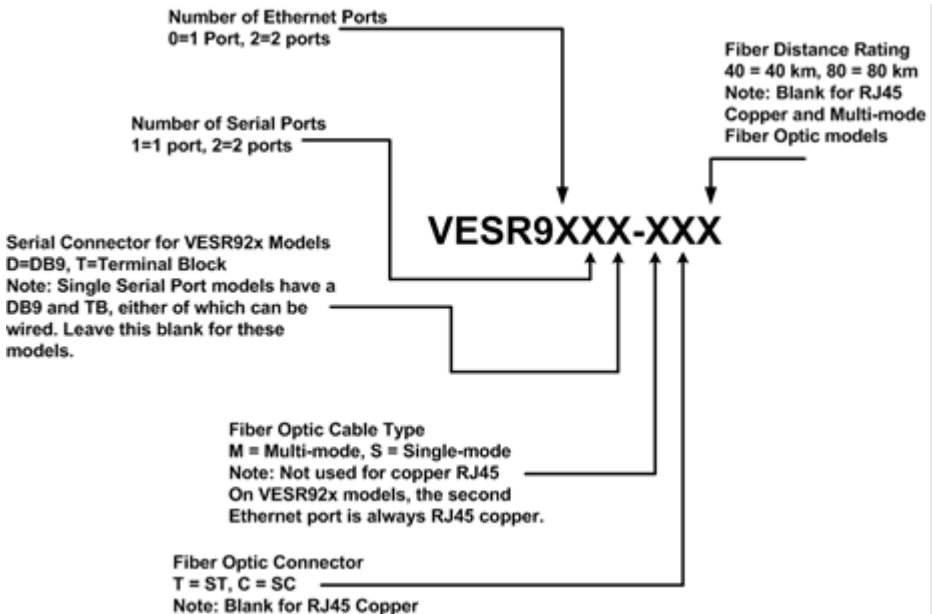 Number of Ethernet Ports
0=1 Port, 2=2 ports
Fiber Distance Rating
40 = 40 km, 80 = 80 km
Note: Blank for RJ45
Copper and Multi-mode
Fiber Optic models
Number of Serial Ports
1=1 port, 2=2 ports
VESR9XXX-XXX
Serial Connector for VESR92x Models
D=DB9, T=Terminal Block
Note: Single Serial Port models have a
DB9 and TB, either of which can be
wired. Leave this blank for these
models.
Fiber Optic Cable Type
M = Multi-mode, S = Single-mode
Note: Not used for copper RJ45
On VESR92x models, the second
Ethernet port is always RJ45 copper.
Fiber Optic Connector
T = ST, C = SC
Note: Blank for RJ45 Copper